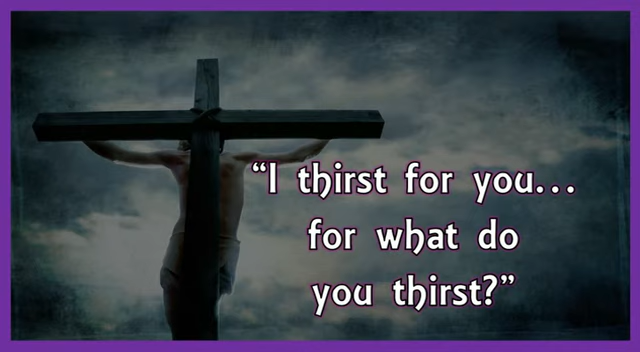 “I thirst for you...
for what do
you thirst?”